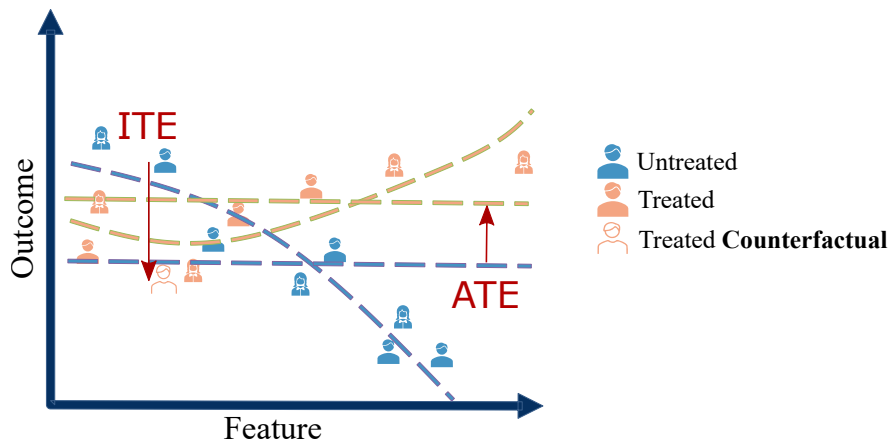 ITE
Outcome
ATE
Feature
Untreated
Treated
Treated Counterfactual